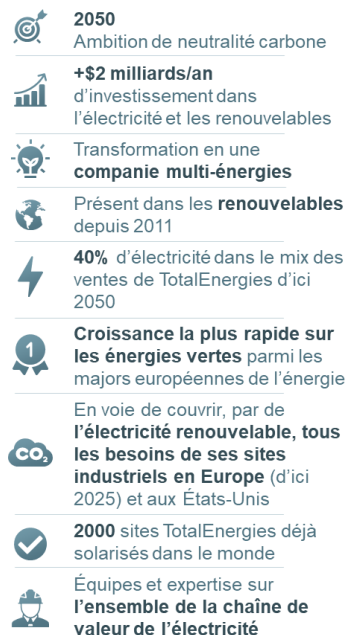 2050
Ambition de neutralité carbone
+$2 milliards/an
d’investissement dans
l’électricité et les renouvelables
Transformation en une
compagnie multi-énergies
Présent dans les renouvelables
depuis 2011
40% d’électricité dans le mix des
ventes de TotalEnergies d’ici
2050
1
Croissance la plus rapide sur
les énergies vertes parmi les
majors européennes de l’énergie
CO₂
En voie de couvrir, par de
l’électricité renouvelable, tous
les besoins de ses sites
industriels en Europe (d’ici
2025) et aux États-Unis
2000 sites TotalEnergies déjà
solarisés dans le monde
Équipes et expertise sur
l’ensemble de la chaîne de
valeur de l’électricité